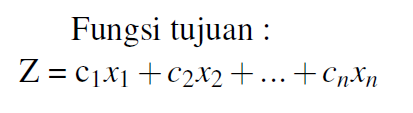 Fungsi tujuan :
Z = c₁x₁ + c₂x₂ + ... + cₙxₙ